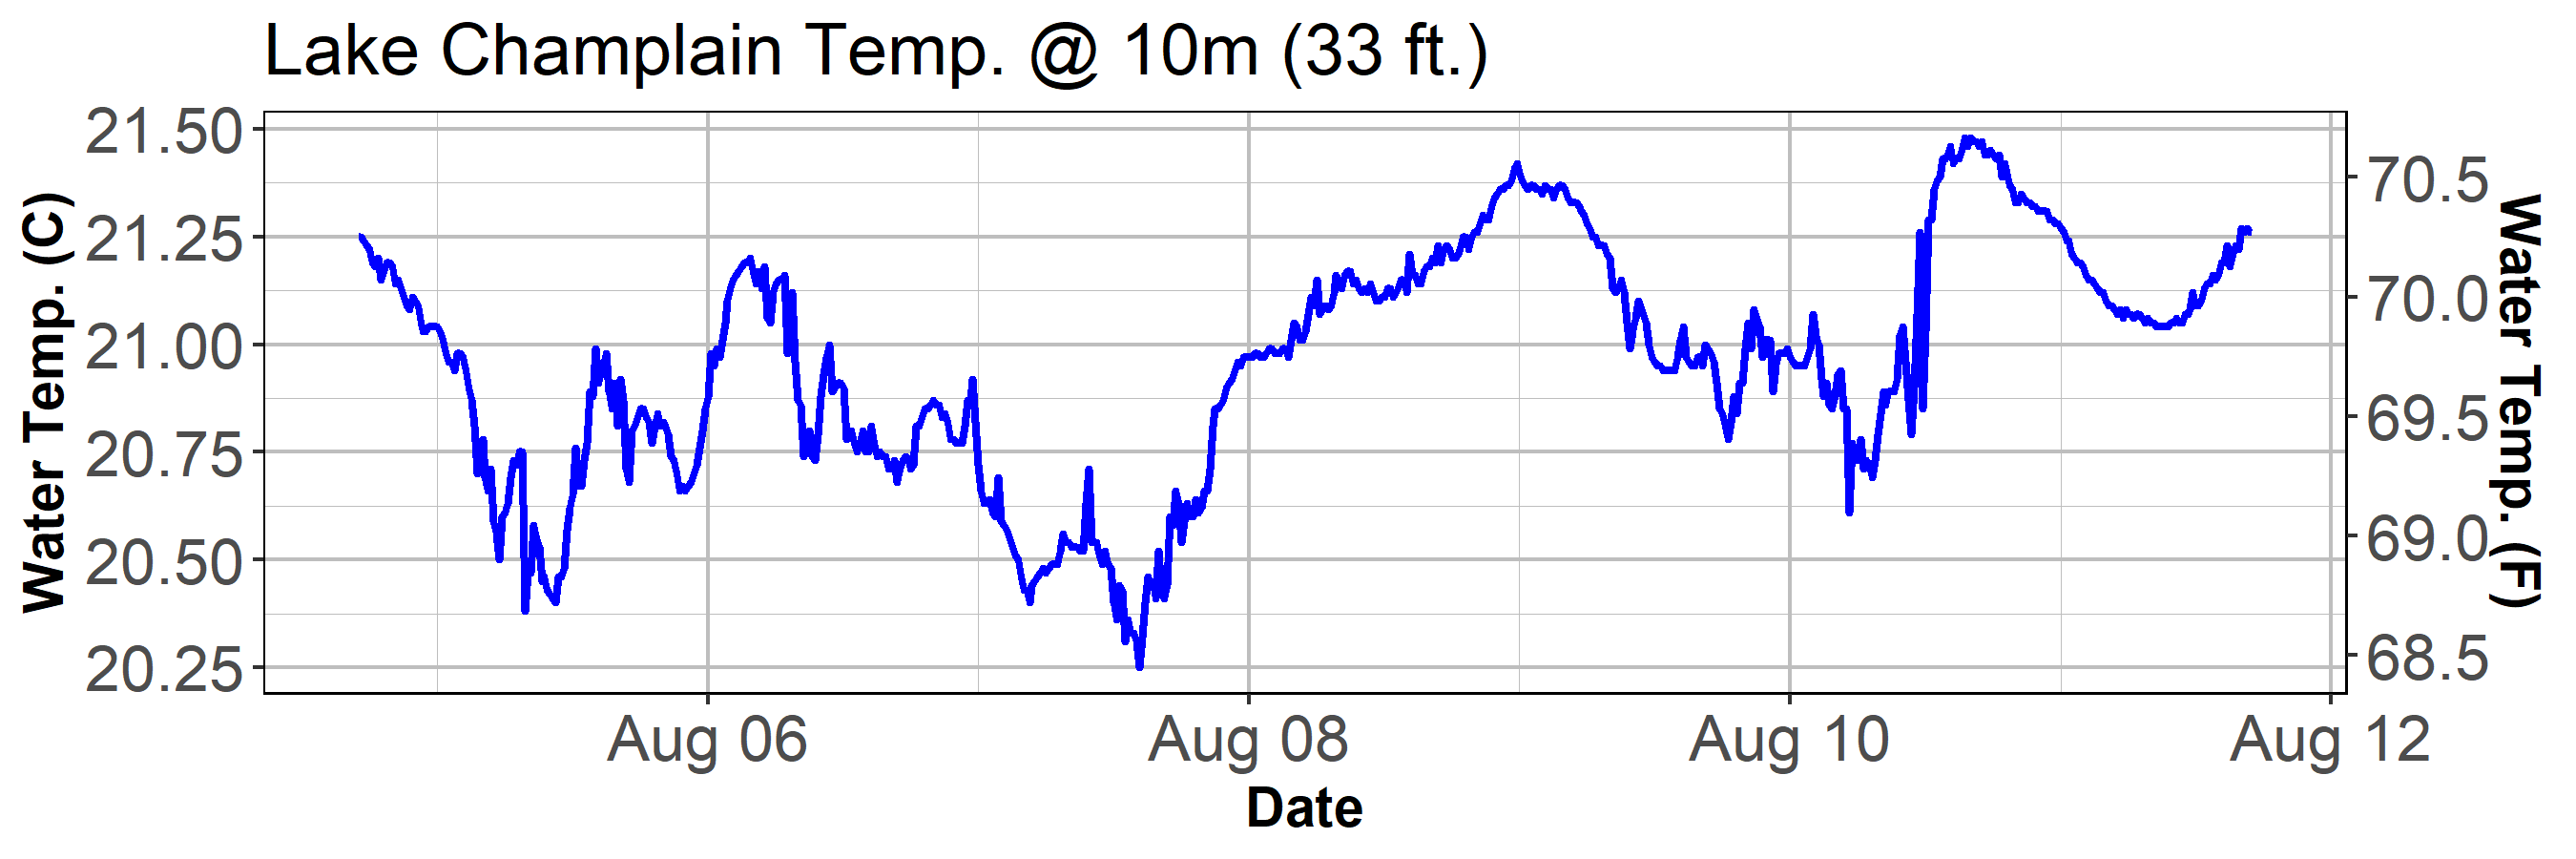 Lake Champlain Temp. @ 10m (33 ft.)
Water Temp. (C)
21.50
21.25
21.00
20.75
20.50
20.25
70.5
70.0
69.5
69.0
68.5
Water Temp. (F)
Aug 06
Aug 08
Aug 10
Aug 12
Date